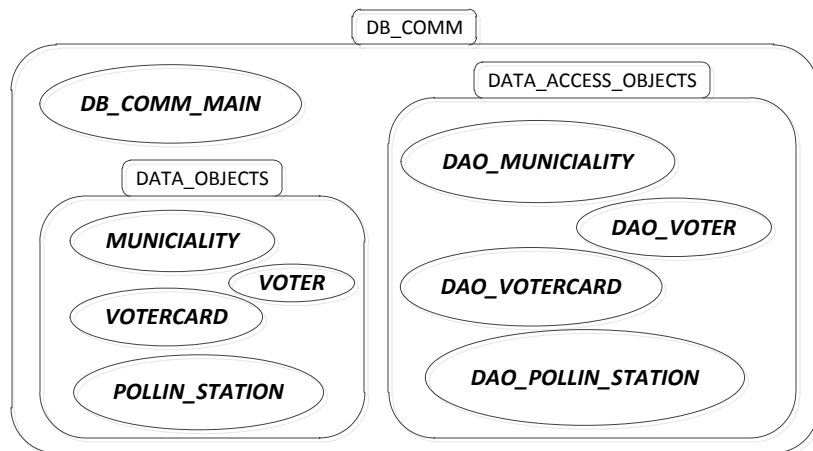 DB_COMM
DB_COMM_MAIN
DATA_OBJECTS
MUNICIALITY
VOTER
VOTERCARD
POLLIN_STATION
DATA_ACCESS_OBJECTS
DAO_MUNICIALITY
DAO_VOTER
DAO_VOTERCARD
DAO_POLLIN_STATION